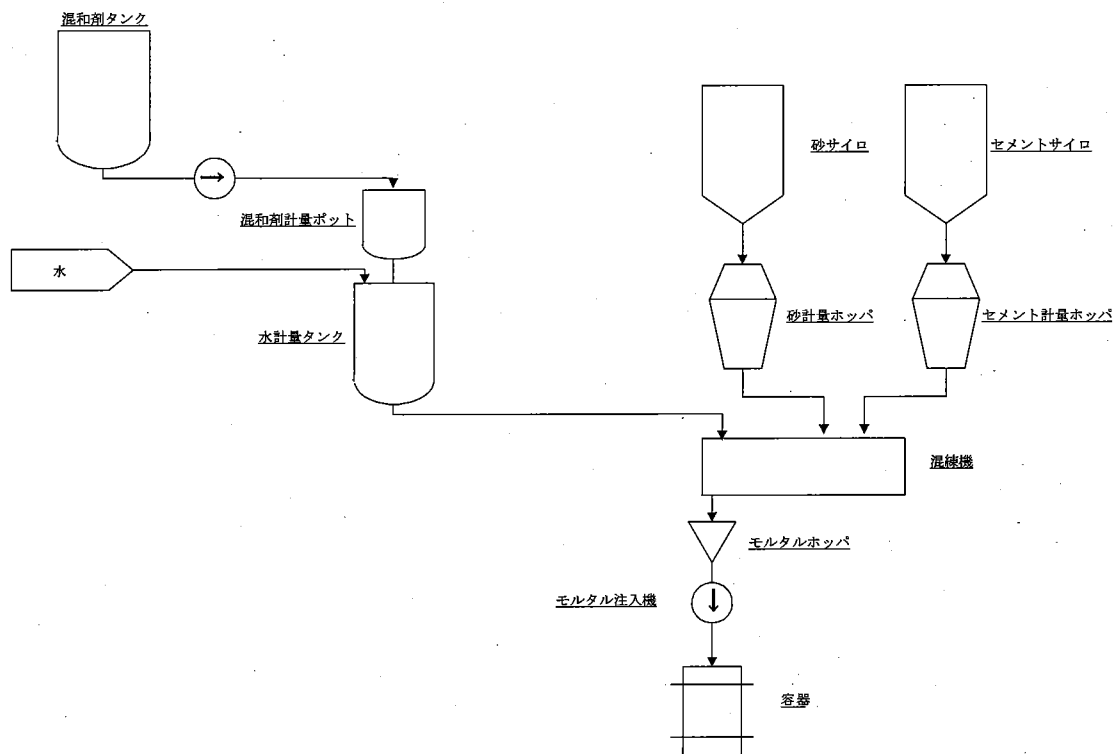 混和剤タンク
砂サイロ
セメントサイロ
混和剤計量ポット
水
砂計量ホッパ
セメント計量ホッパ
水計量タンク
混練機
モルタルホッパ
モルタル注入機
容器